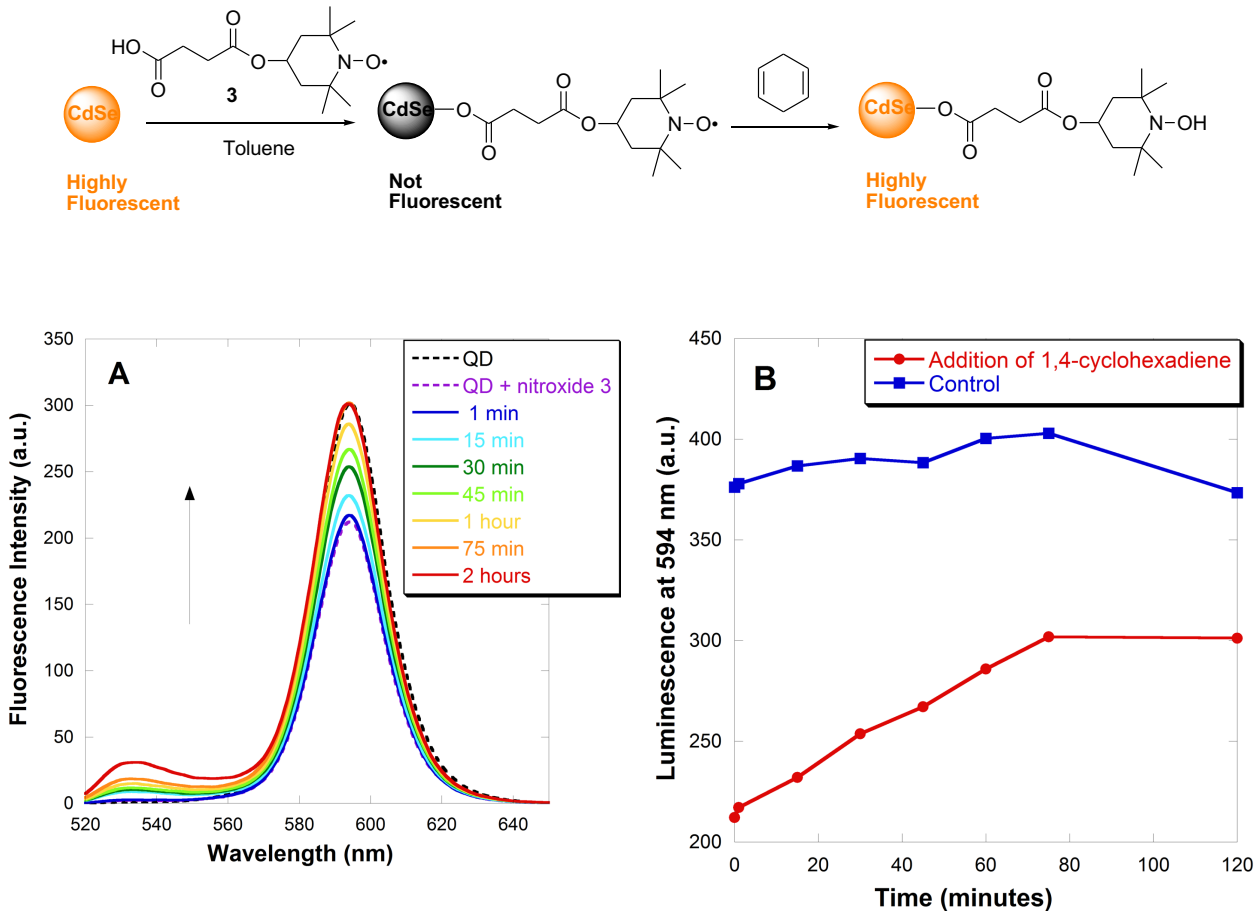 HO
O
O
O
N
O•
3
CdSe
Toluene
Highly
Fluorescent
CdSe
O
O
O
O
N
O•
Not
Fluorescent
CdSe
O
O
O
O
N
OH
Highly
Fluorescent
A
350
300
250
200
150
100
50
0
520
540
560
580
600
620
640
Fluorescence Intensity (a.u.)
Wavelength (nm)
QD
QD + nitroxide 3
1 min
15 min
30 min
45 min
1 hour
75 min
2 hours
B
450
400
350
300
250
200
0
20
40
60
80
100
120
Luminescence at 594 nm (a.u.)
Time (minutes)
Addition of 1,4-cyclohexadiene
Control